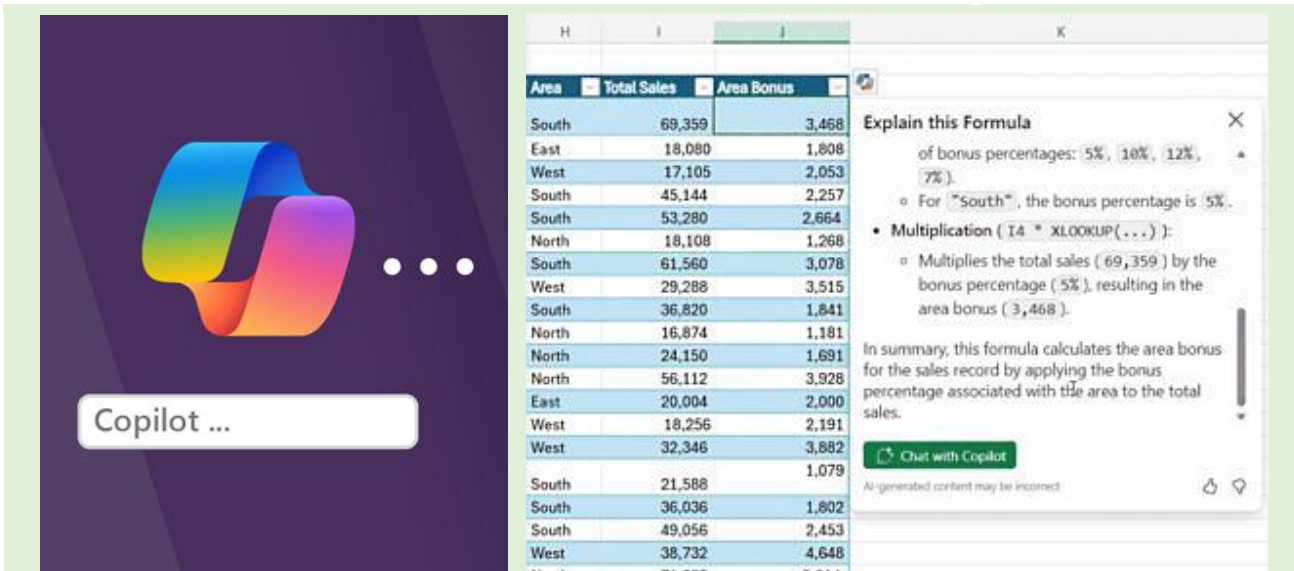 Copilot ...
H I J K
Area Total Sales Area Bonus
South 69,359 3,468
East 18,080 1,808
West 17,105 2,053
South 45,144 2,257
South 53,280 2,664
North 18,108 1,268
South 61,560 3,078
West 29,288 3,515
South 36,820 1,841
North 16,874 1,181
North 24,150 1,691
North 56,112 3,928
East 20,004 2,000
West 18,256 2,191
West 32,346 3,882
South 21,588 1,079
South 36,036 1,802
South 49,056 2,453
West 38,732 4,648
Explain this Formula
of bonus percentages: 5%, 10%, 12%,
7% ).
For "South", the bonus percentage is 5%.
Multiplication ( I4 * XLOOKUP(...) ):
Multiplies the total sales ( 69,359 ) by the
bonus percentage ( 5% ), resulting in the
area bonus ( 3,468 ).
In summary, this formula calculates the area bonus
for the sales record by applying the bonus
percentage associated with the area to the total
sales.
Chat with Copilot
AI-generated content may be incorrect